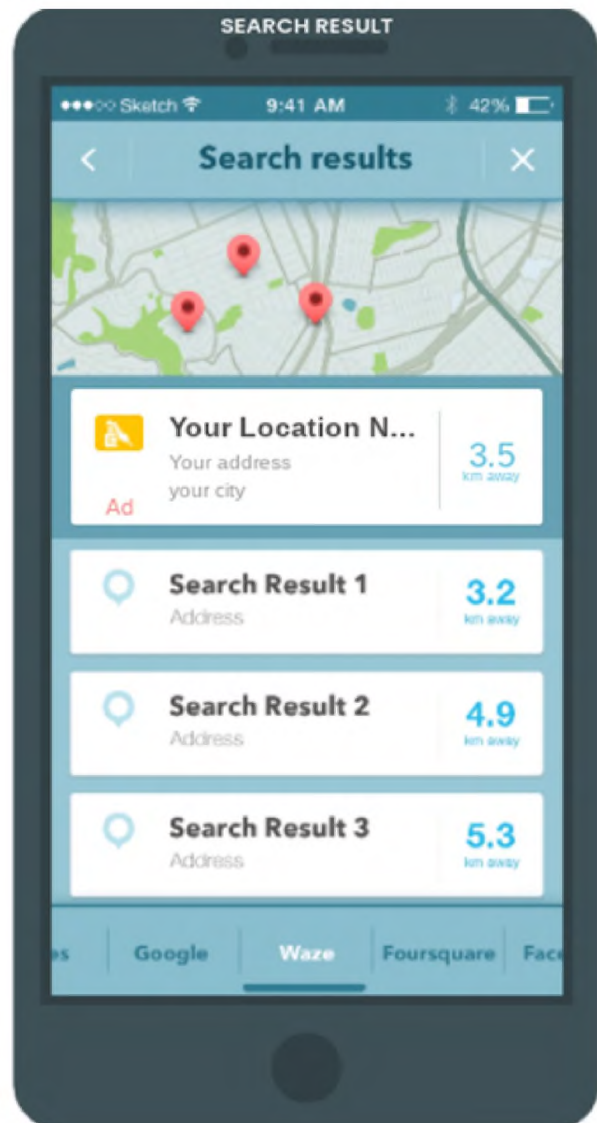 SEARCH RESULT
Sketch 9:41 AM 42%
Search results
Your Location N...
Your address
your city
Ad
3.5
km away
Search Result 1
Address
3.2
km away
Search Result 2
Address
4.9
km away
Search Result 3
Address
5.3
km away
es Google Waze Foursquare Face